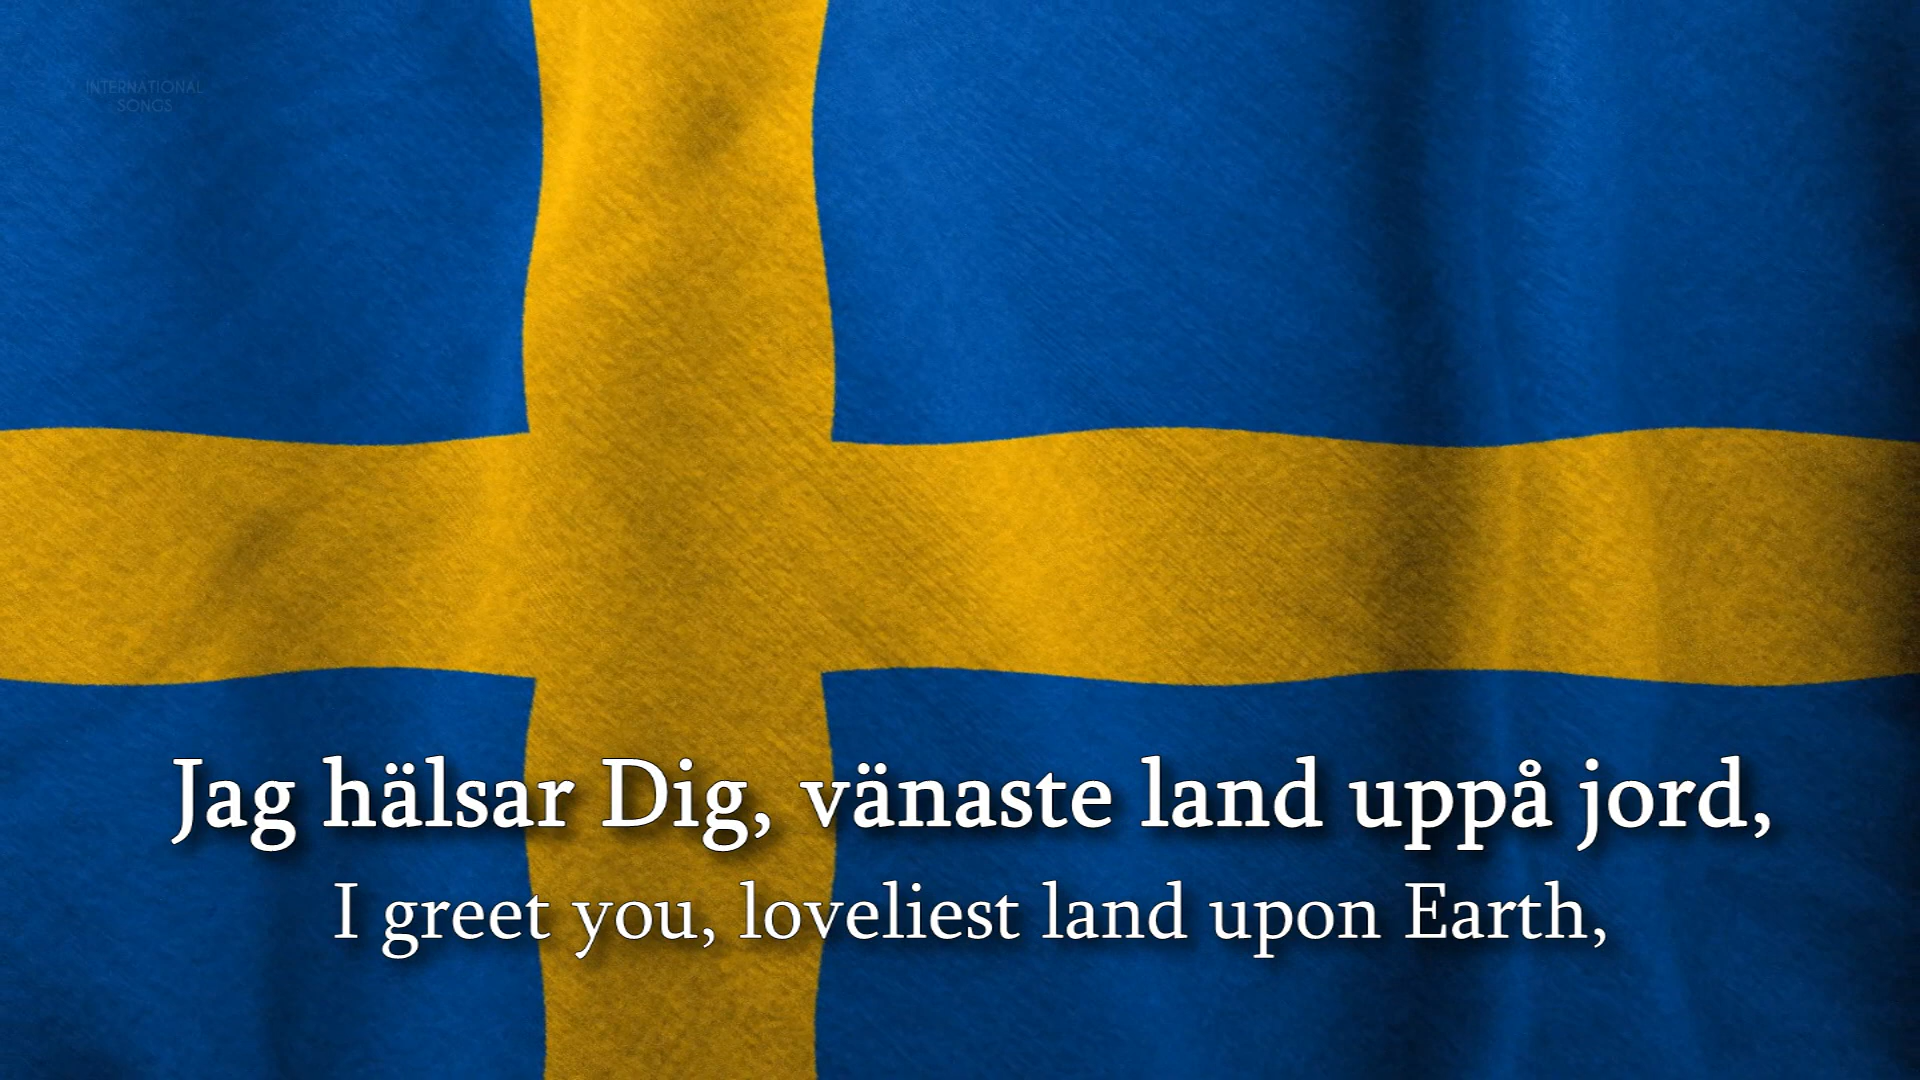 INTERNATIONAL
SONGS
Jag hälsar Dig, vänaste land uppå jord,
I greet you, loveliest land upon Earth,